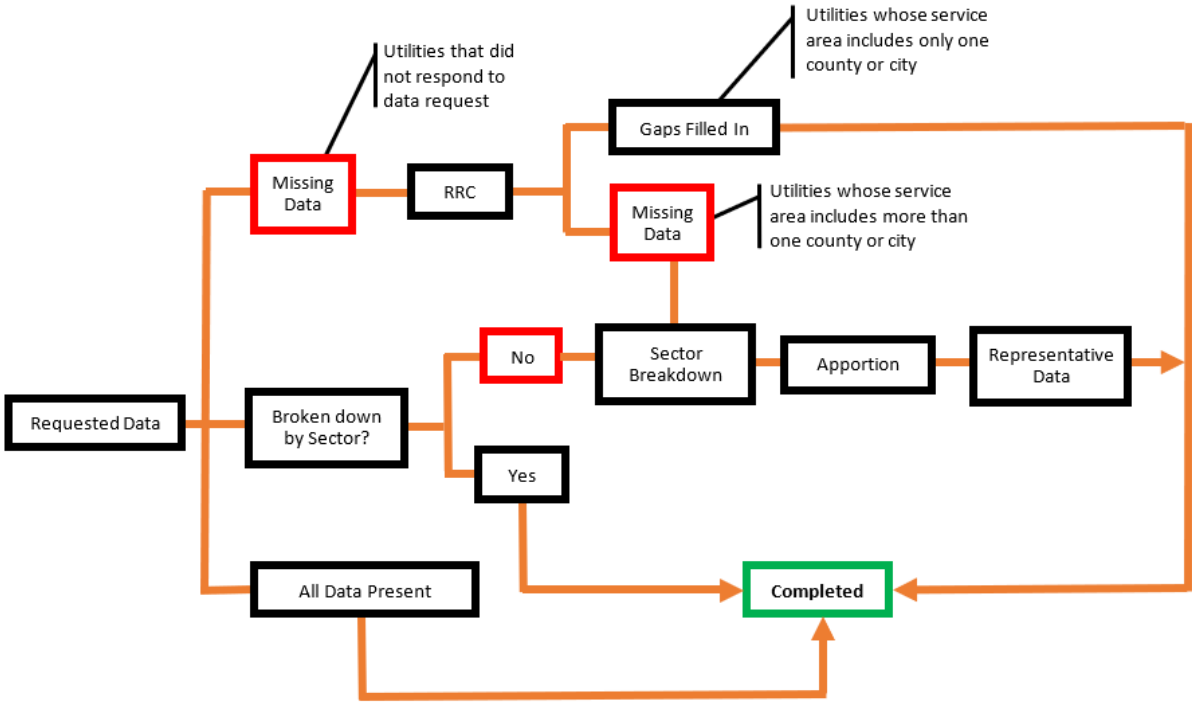 Utilities whose service
area includes only one
county or city
Utilities that did
not respond to
data request
Gaps Filled In
Missing
Data
RRC
Missing
Data
Utilities whose service
area includes more than
one county or city
No
Sector
Breakdown
Apportion
Representative
Data
Requested Data
Broken down
by Sector?
Yes
All Data Present
Completed